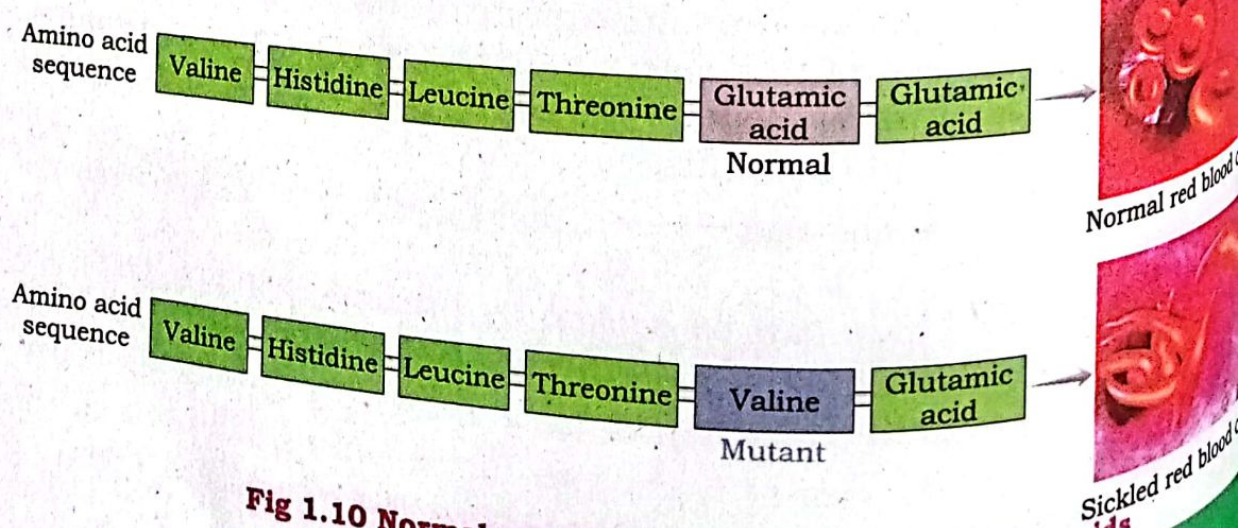 Amino acid
sequence
Valine Histidine Leucine Threonine Glutamic acid Glutamic acid
Normal
Normal red blood
Amino acid
sequence
Valine Histidine Leucine Threonine Valine Glutamic acid
Mutant
Sickled red blood
Fig 1.10